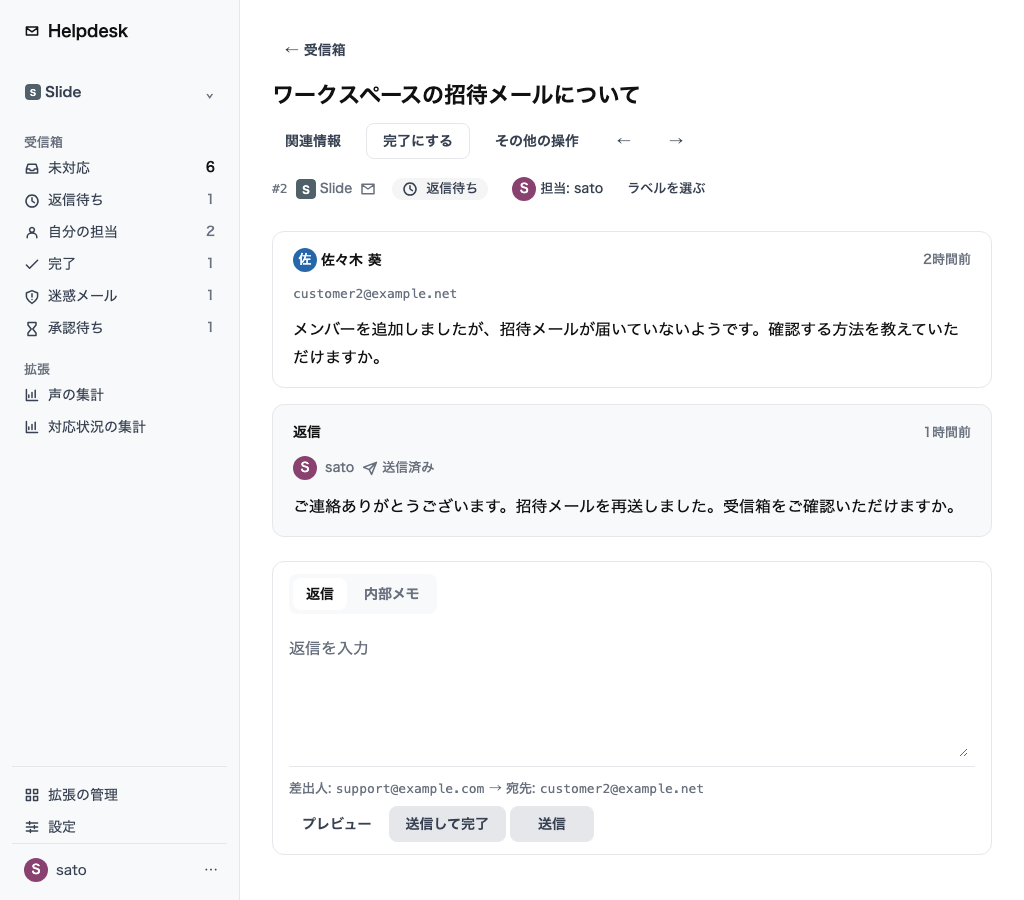 Helpdesk
S Slide
受信箱
未対応 6
返信待ち 1
自分の担当 2
完了 1
迷惑メール 1
承認待ち 1
拡張
声の集計
対応状況の集計
拡張の管理
設定
S sato ···
← 受信箱
ワークスペースの招待メールについて
関連情報 完了にする その他の操作 ← →
#2 S Slide 返信待ち S 担当: sato ラベルを選ぶ
佐 佐々木 葵 2時間前
customer2@example.net
メンバーを追加しましたが、招待メールが届いていないようです。確認する方法を教えていた
だけますか。
返信 1時間前
S sato 送信済み
ご連絡ありがとうございます。招待メールを再送しました。受信箱をご確認いただけますか。
返信 内部メモ
返信を入力
差出人: support@example.com → 宛先: customer2@example.net
プレビュー 送信して完了 送信